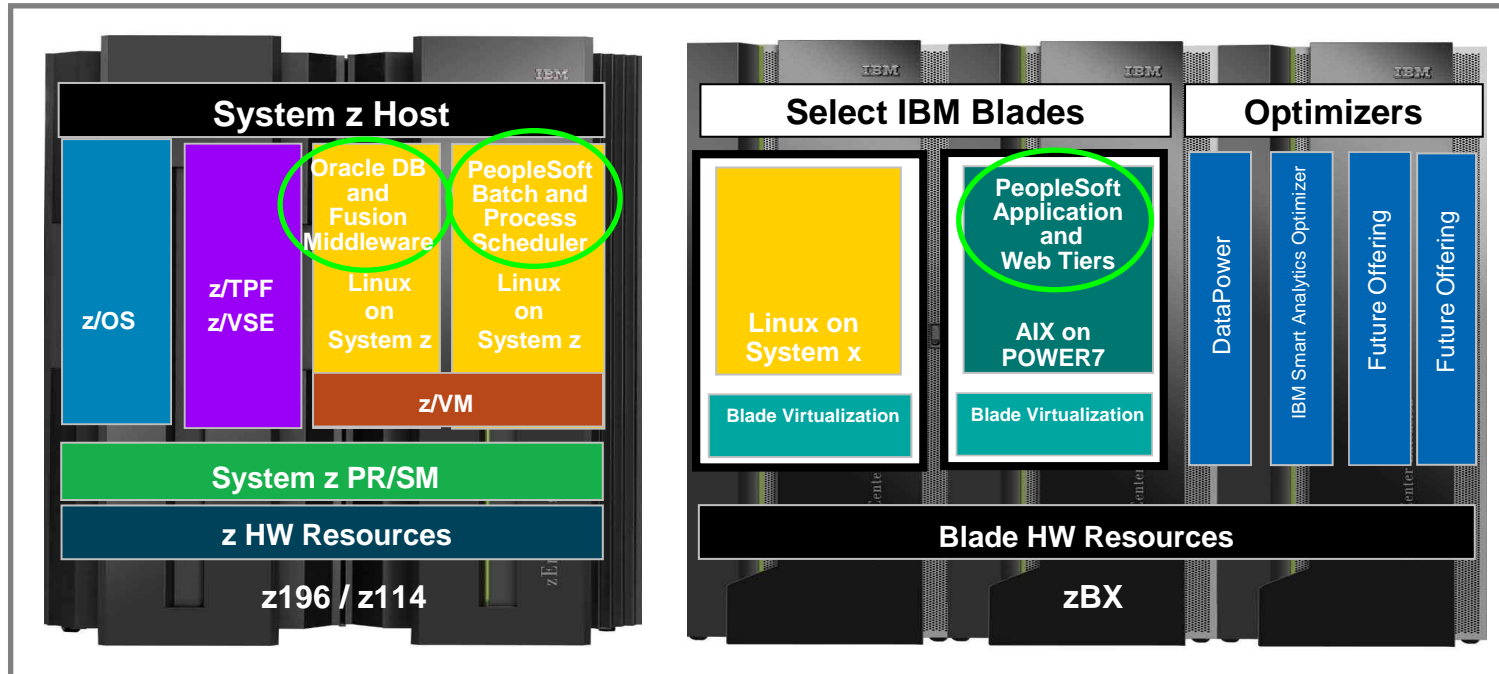 System z Host
z/OS
z/TPF
z/VSE
Oracle DB
and
Fusion
Middleware
Linux
on
System z
PeopleSoft
Batch and
Process
Scheduler
Linux
on
System z
z/VM
System z PR/SM
z HW Resources
z196 / z114
IBM
Select IBM Blades
Optimizers
IBM
IBM
IBM
Linux on
System x
Blade Virtualization
PeopleSoft
Application
and
Web Tiers
AIX on
POWER7
Blade Virtualization
DataPower
IBM Smart Analytics Optimizer
Future Offering
Future Offering
Blade HW Resources
zBX